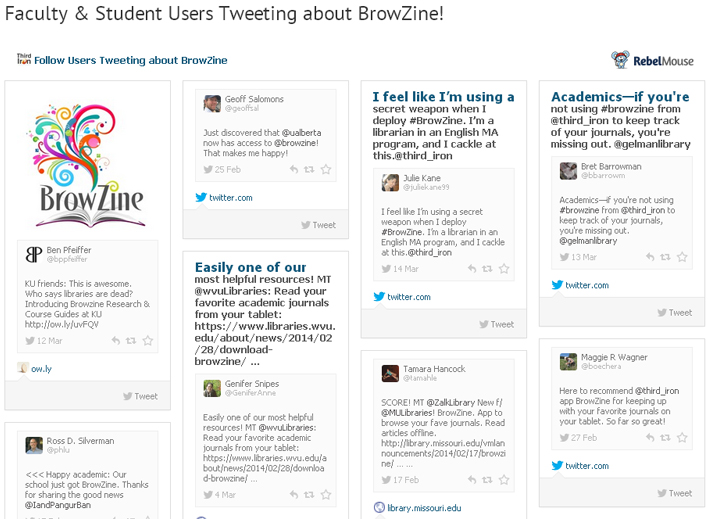 Faculty & Student Users Tweeting about BrowZine!
Third
Iron
Follow Users Tweeting about BrowZine
RebelMouse
BrowZine
Ben Pfeiffer
@bppfeiffer
KU friends: This is awesome.
Who says libraries are dead?
Introducing Browzine Research &
Course Guides at KU
http://ow.ly/uvFQV
12 Mar
ow.ly
Tweet
Ross D. Silverman
@phlu
<<< Happy academic: Our
school just got BrowZine. Thanks
for sharing the good news
@IandPangurBan
Geoff Salomons
@geoffsal
Just discovered that @ualberta
now has access to @browzine!
That makes me happy!
25 Feb
twitter.com
Tweet
Easily one of our
most helpful resources! MT
@wvuLibraries: Read your
favorite academic journals
from your tablet:
https://www.libraries.wvu.
edu/about/news/2014/02
/28/download-
browzine/ ...
Genifer Snipes
@GeniferAnne
Easily one of our most helpful
resources! MT @wvuLibraries:
Read your favorite academic
journals from your tablet:
https://www.libraries.wvu.edu/a
bout/news/2014/02/28/downloa
d-browzine/ ...
4 Mar
I feel like I'm using a
secret weapon when I
deploy #BrowZine. I'm a
librarian in an English MA
program, and I cackle at
this.@third_iron
Julie Kane
@juliekane99
I feel like I'm using a secret
weapon when I deploy
#BrowZine. I'm a librarian in an
English MA program, and I cackle
at this.@third_iron
14 Mar
twitter.com
Tweet
Tamara Hancock
@tamahle
SCORE! MT @ZalkLibrary New f/
@MULibraries! BrowZine. App to
browse your fave journals. Read
articles offline.
http://library.missouri.edu/vmlan
nouncements/2014/02/17/browzi
ne/ ... ...
17 Feb
library.missouri.edu
Academics—if you're
not using #browzine from
@third_iron to keep track
of your journals, you're
missing out. @gelmanlibrary
Bret Barrowman
@bbarrowm
Academics—if you're not using
#browzine from @third_iron to
keep track of your journals,
you're missing out.
@gelmanlibrary
13 Mar
twitter.com
Tweet
Maggie R Wagner
@boechera
Here to recommend @third_iron
app BrowZine for keeping up
with your favorite journals on
your tablet. So far so great!
27 Feb
twitter.com
Tweet